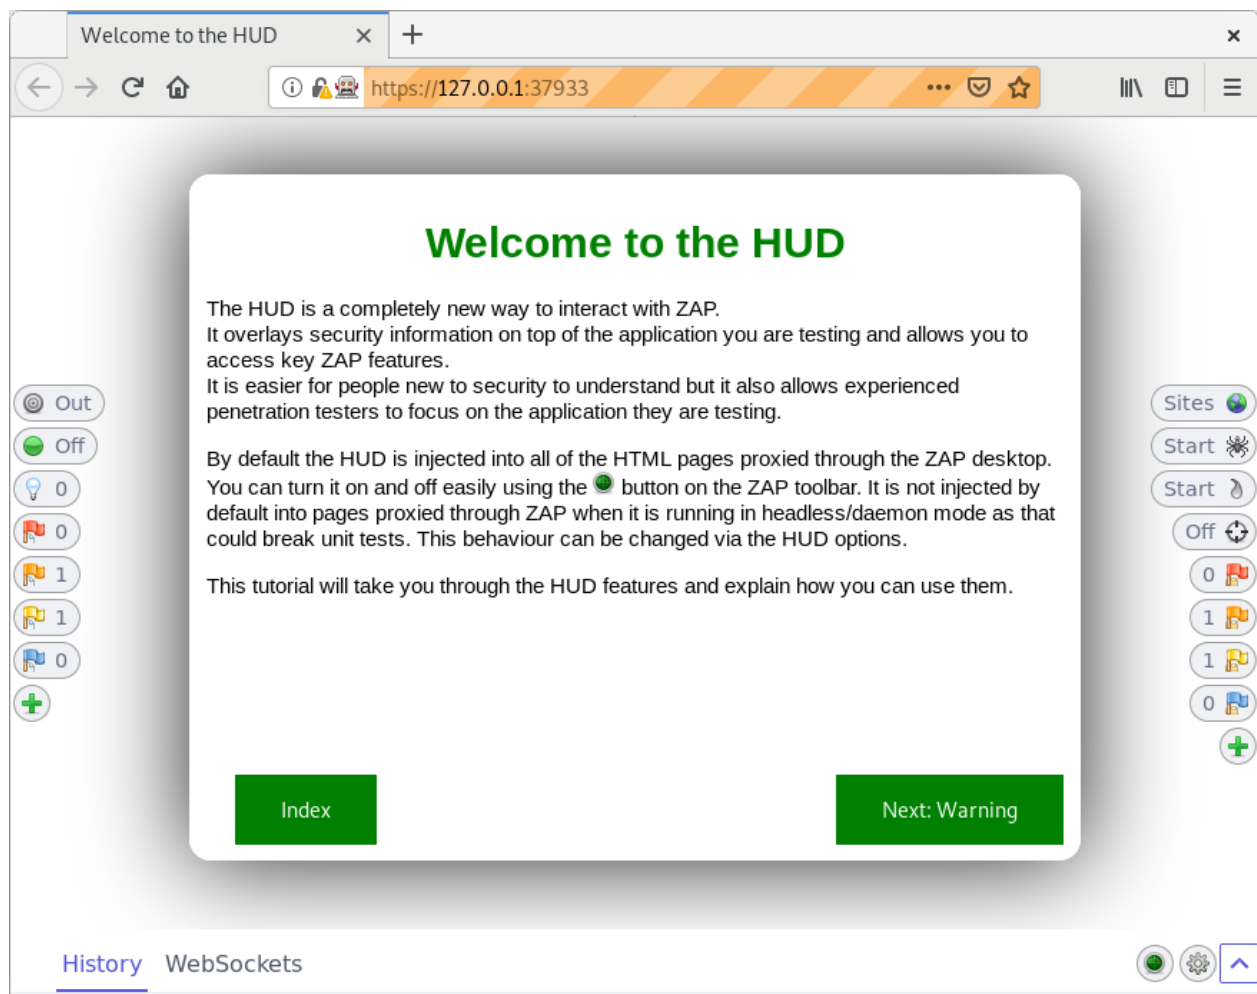 Welcome to the HUD
https://127.0.0.1:37933
Welcome to the HUD
The HUD is a completely new way to interact with ZAP.
It overlays security information on top of the application you are testing and allows you to
access key ZAP features.
It is easier for people new to security to understand but it also allows experienced
penetration testers to focus on the application they are testing.
By default the HUD is injected into all of the HTML pages proxied through the ZAP desktop.
You can turn it on and off easily using the button on the ZAP toolbar. It is not injected by
default into pages proxied through ZAP when it is running in headless/daemon mode as that
could break unit tests. This behaviour can be changed via the HUD options.
This tutorial will take you through the HUD features and explain how you can use them.
Index
Next: Warning
Out
Off
0
0
1
1
0
Sites
Start
Start
Off
0
1
1
0
History
WebSockets